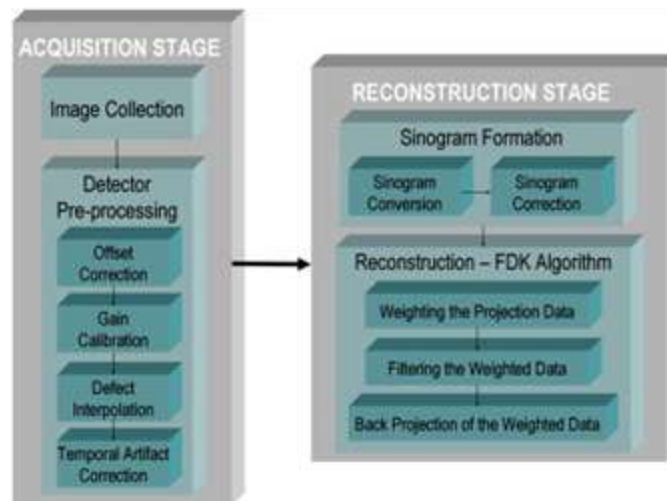 ACQUISITION STAGE
Image Collection
Detector
Pre-processing
Offset
Correction
Gain
Calibration
Defect
Interpolation
Temporal Artifact
Correction
RECONSTRUCTION STAGE
Sinogram Formation
Sinogram
Conversion
Sinogram
Correction
Reconstruction – FDK Algorithm
Weighting the Projection Data
Filtering the Weighted Data
Back Projection of the Weighted Data